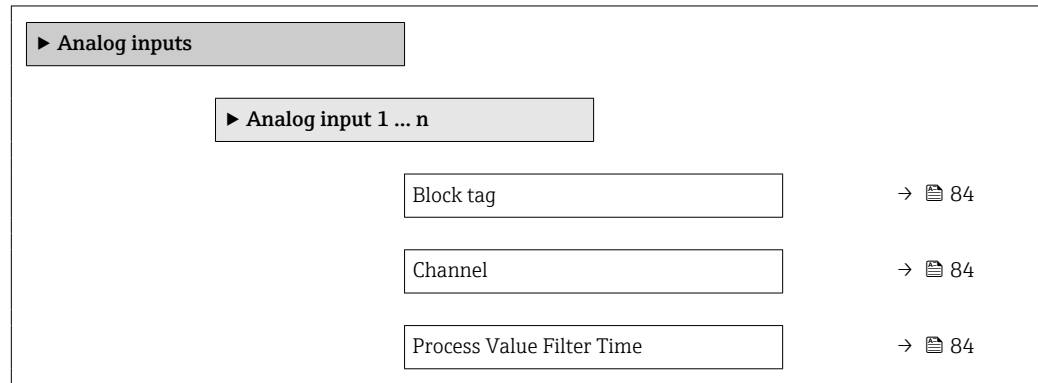 ▶ Analog inputs
▶ Analog input 1 … n
Block tag → 84
Channel → 84
Process Value Filter Time → 84